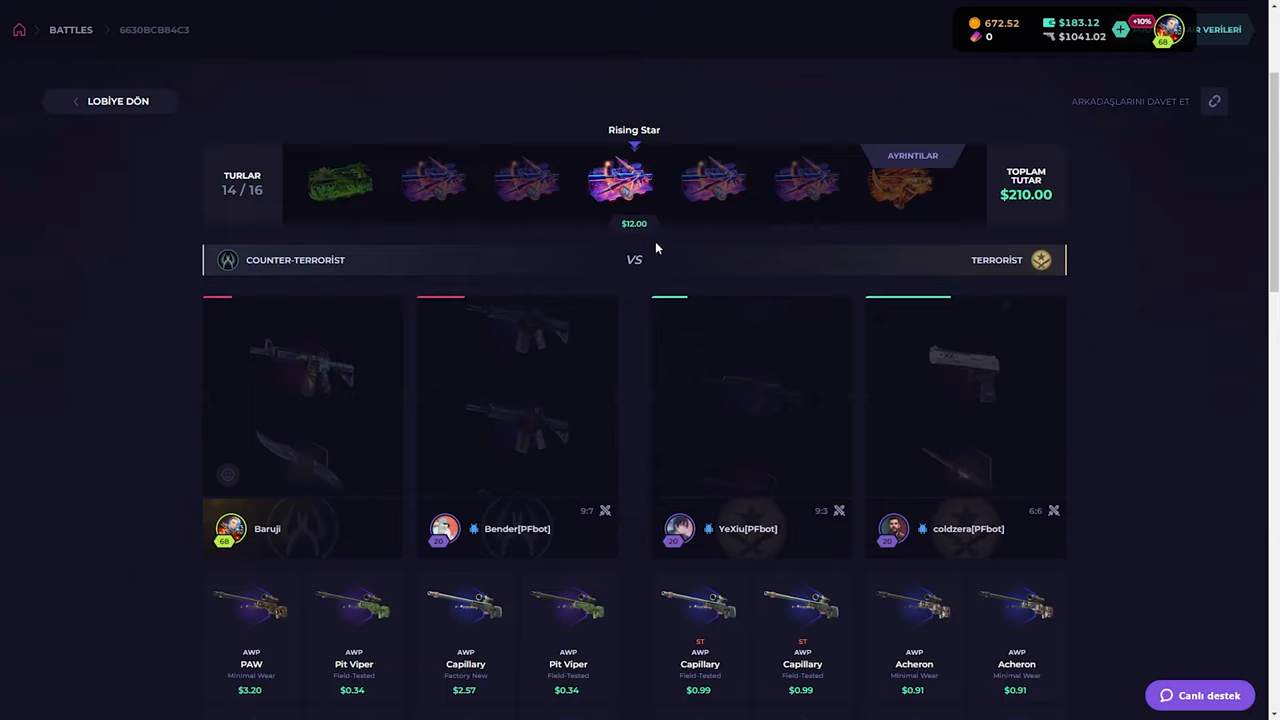 BATTLES
6630BCB84C3
672.52
0
$183.12
$1041.02
+10%
68
İR VERİLERİ
LOBİYE DÖN
ARKADAŞLARINI DAVET ET
Rising Star
TURLAR
14 / 16
AYRINTILAR
TOPLAM
TUTAR
$210.00
$12.00
COUNTER-TERRORİST
VS
TERRORİST
68
Baruji
20
Bender[PFbot]
9:7
20
YeXiu[PFbot]
9:3
20
coldzera[PFbot]
6:6
AWP
PAW
Minimal Wear
$3.20
AWP
Pit Viper
Field-Tested
$0.34
AWP
Capillary
Factory New
$2.57
AWP
Pit Viper
Field-Tested
$0.34
ST
AWP
Capillary
Field-Tested
$0.99
ST
AWP
Capillary
Field-Tested
$0.99
AWP
Acheron
Minimal Wear
$0.91
AWP
Acheron
Minimal Wear
$0.91
Canlı destek